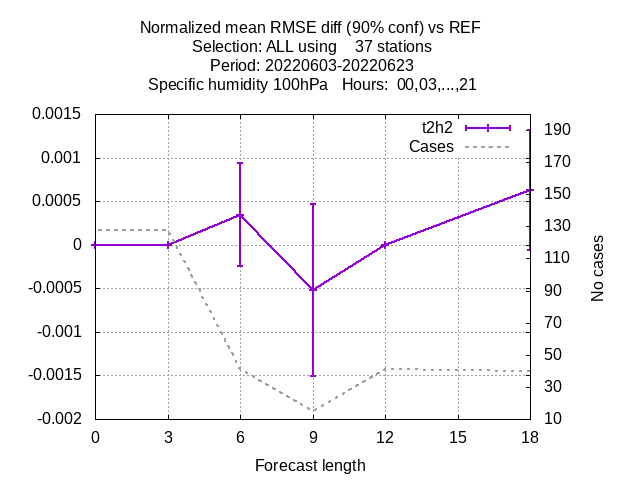 Normalized mean RMSE diff (90% conf) vs REF
Selection: ALL using    37 stations
Period: 20220603-20220623
Specific humidity 100hPa   Hours:  00,03,...,21
0.0015
0.001
0.0005
0
-0.0005
-0.001
-0.0015
-0.002
t2h2
Cases
190
170
150
130
110
90
70
50
30
10
No cases
0 3 6 9 12 15 18
Forecast length